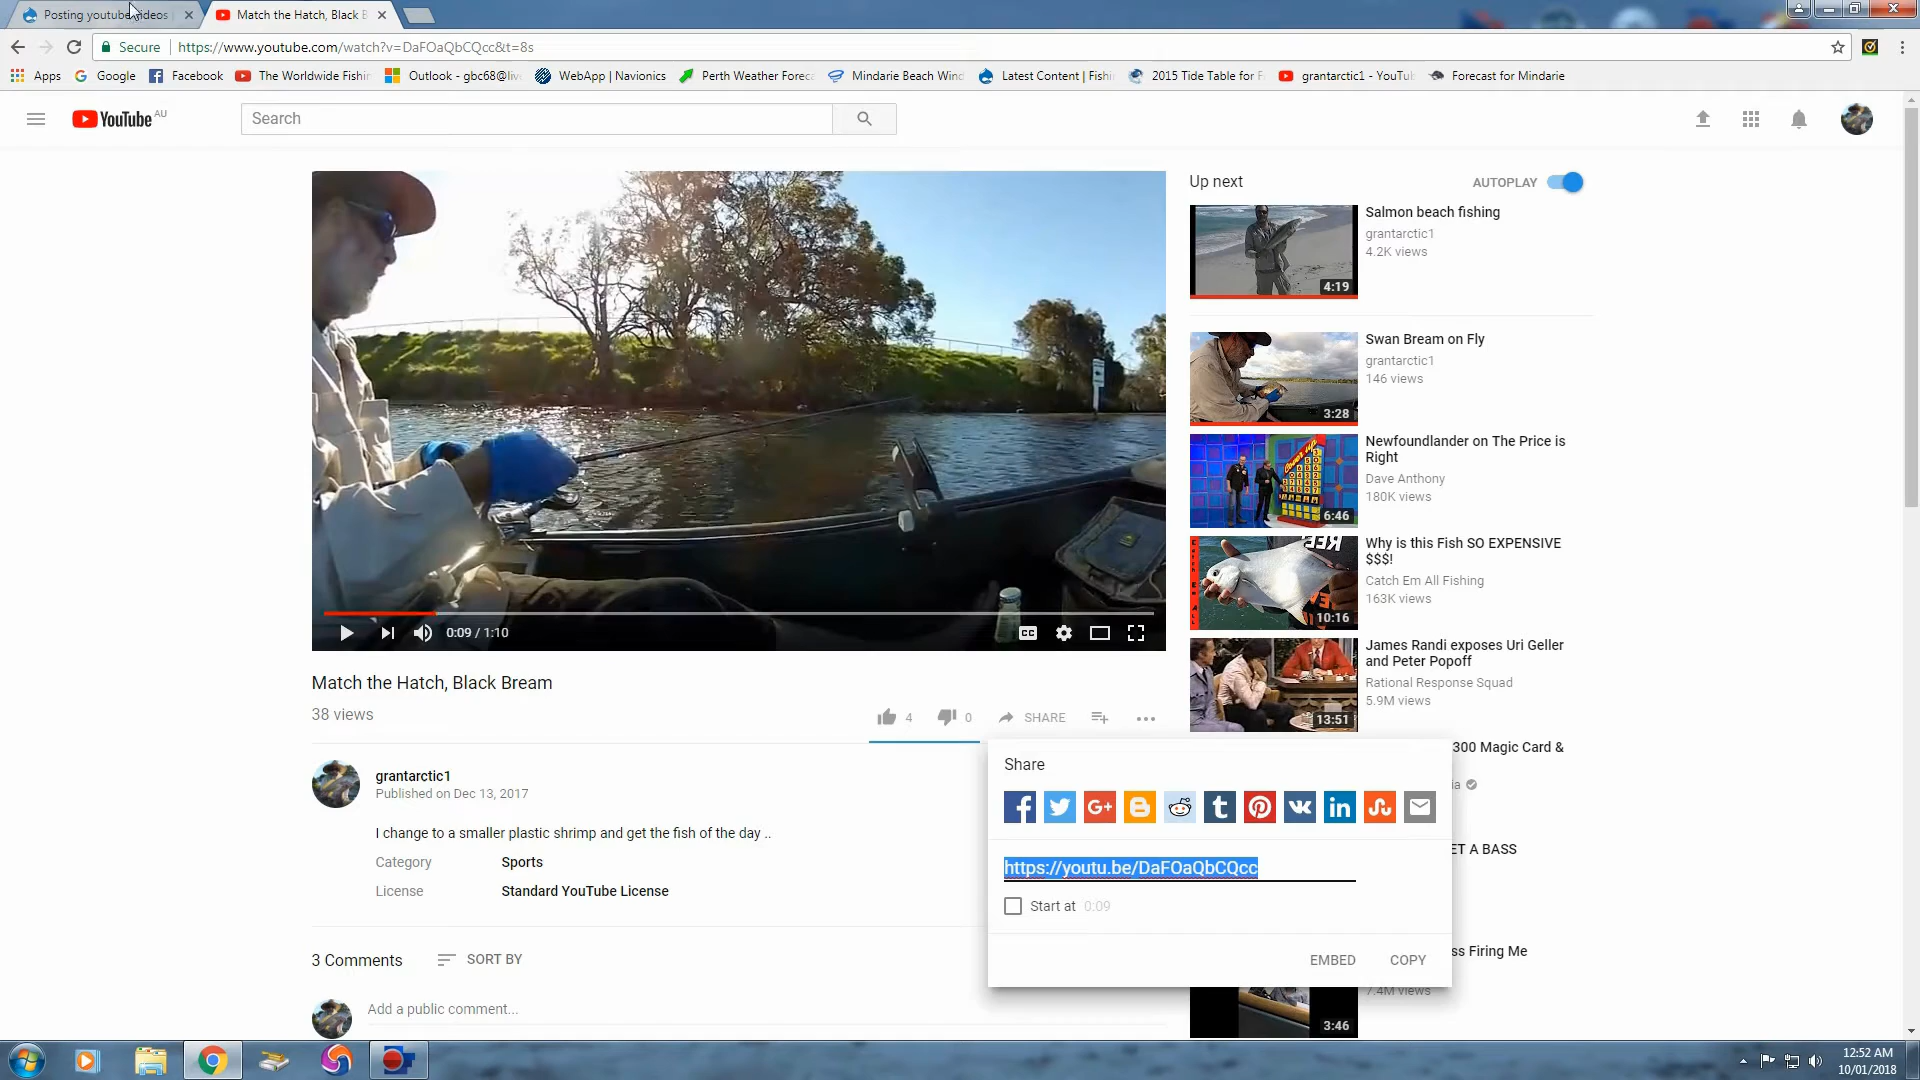 Posting youtube videos
Match the Hatch, Black B
Secure
https://www.youtube.com/watch?v=DaFOaQbCQcc&t=8s
Apps
Google
Facebook
The Worldwide Fishin
Outlook - gbc68@liv
WebApp | Navionics
Perth Weather Foreca
Mindarie Beach Wind
Latest Content | Fishi
2015 Tide Table for F
grantarctic1 - YouTub
Forecast for Mindarie
YouTube AU
Search
Up next
AUTOPLAY
Salmon beach fishing
grantarctic1
4.2K views
4:19
Swan Bream on Fly
grantarctic1
146 views
3:28
Newfoundlander on The Price is
Right
Dave Anthony
180K views
6:46
Why is this Fish SO EXPENSIVE
$$$!
Catch Em All Fishing
163K views
10:16
James Randi exposes Uri Geller
and Peter Popoff
Rational Response Squad
5.9M views
13:51
300 Magic Card &
ia
ET A BASS
ss Firing Me
7.4M views
3:46
0:09 / 1:10
CC
Match the Hatch, Black Bream
38 views
4
0
SHARE
grantarctic1
Published on Dec 13, 2017
I change to a smaller plastic shrimp and get the fish of the day ..
Category
Sports
License
Standard YouTube License
Share
https://youtu.be/DaFOaQbCQcc
Start at 0:09
EMBED
COPY
3 Comments
SORT BY
Add a public comment...
12:52 AM
10/01/2018